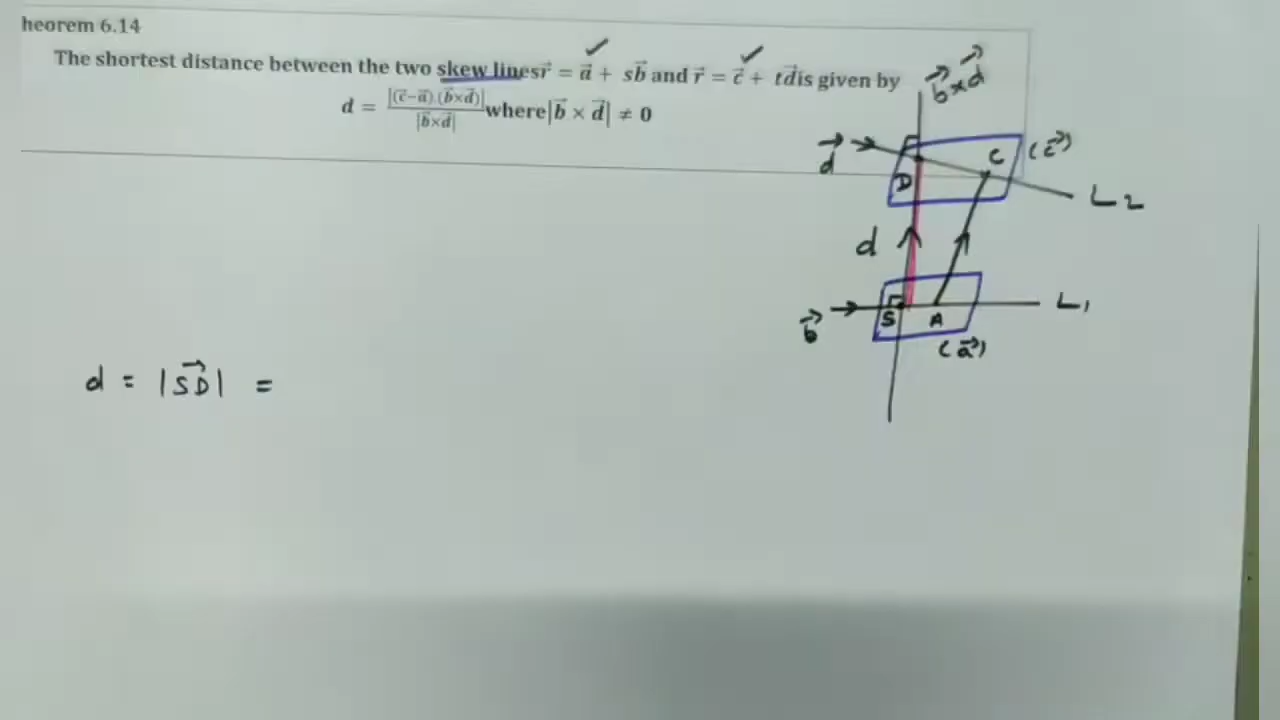 heorem 6.14
The shortest distance between the two skew lines r⃗ = a⃗ + sb⃗ and r⃗ = c⃗ + td⃗is given by
d = |(c⃗−a⃗).(b⃗×d⃗)| / |b⃗×d⃗| where|b⃗ × d⃗| ≠ 0
b⃗×d⃗
d⃗
D
C
(c⃗)
L₂
d
b⃗
S
A
L₁
(a⃗)
d = |SD⃗| =